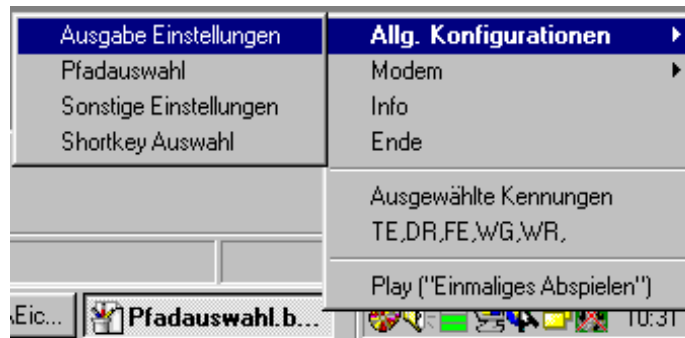 Ausgabe Einstellungen
Pfadauswahl
Sonstige Einstellungen
Shortkey Auswahl
Allg. Konfigurationen
Modem
Info
Ende
Ausgewählte Kennungen
TE,DR,FE,WG,WR,
Play ("Einmaliges Abspielen")
\Eic...
Pfadauswahl.b...
10:31